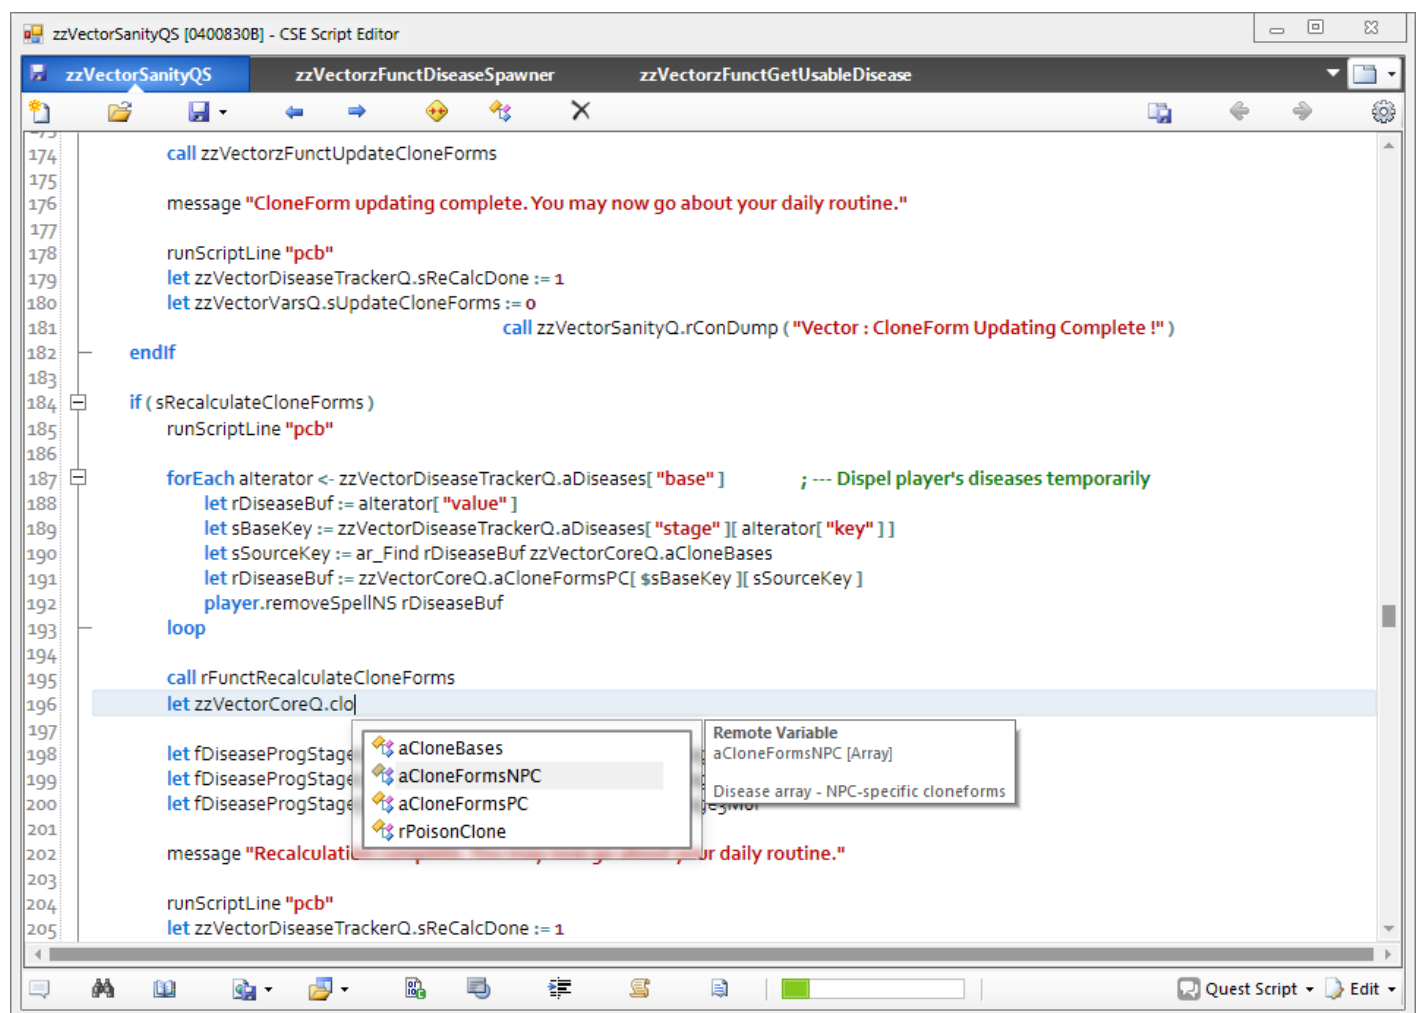 zzVectorSanityQS [0400830B] - CSE Script Editor
zzVectorSanityQS zzVectorzFunctDiseaseSpawner zzVectorzFunctGetUsableDisease
174 call zzVectorzFunctUpdateCloneForms
175
176 message "CloneForm updating complete. You may now go about your daily routine."
177
178 runScriptLine "pcb"
179 let zzVectorDiseaseTrackerQ.sReCalcDone := 1
180 let zzVectorVarsQ.sUpdateCloneForms := 0
181 call zzVectorSanityQ.rConDump ( "Vector : CloneForm Updating Complete !" )
182 endIf
183
184 if ( sRecalculateCloneForms )
185 runScriptLine "pcb"
186
187 forEach aIterator <- zzVectorDiseaseTrackerQ.aDiseases[ "base" ] ; --- Dispel player's diseases temporarily
188 let rDiseaseBuf := aIterator[ "value" ]
189 let sBaseKey := zzVectorDiseaseTrackerQ.aDiseases[ "stage" ][ aIterator[ "key" ] ]
190 let sSourceKey := ar_Find rDiseaseBuf zzVectorCoreQ.aCloneBases
191 let rDiseaseBuf := zzVectorCoreQ.aCloneFormsPC[ $sBaseKey ][ sSourceKey ]
192 player.removeSpellNS rDiseaseBuf
193 loop
194
195 call rFunctRecalculateCloneForms
196 let zzVectorCoreQ.clo
197
198 let fDiseaseProgStage
199 let fDiseaseProgStage
200 let fDiseaseProgStage
201
202 message "Recalculati your daily routine."
203
204 runScriptLine "pcb"
205 let zzVectorDiseaseTrackerQ.sReCalcDone := 1
aCloneBases
aCloneFormsNPC
aCloneFormsPC
rPoisonClone
Remote Variable
aCloneFormsNPC [Array]
Disease array - NPC-specific cloneforms
Quest Script Edit